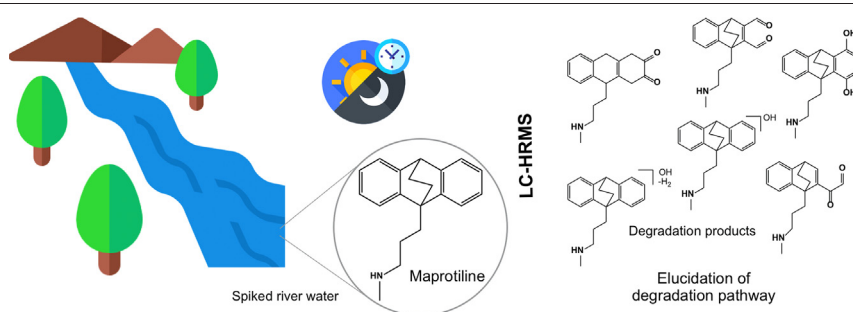 Spiked river water
HN
Maprotiline
LC-HRMS
O
O
HN
O
O
HN
OH
OH
HN
OH
-H2
HN
OH
HN
O
O
HN
Degradation products
Elucidation of
degradation pathway